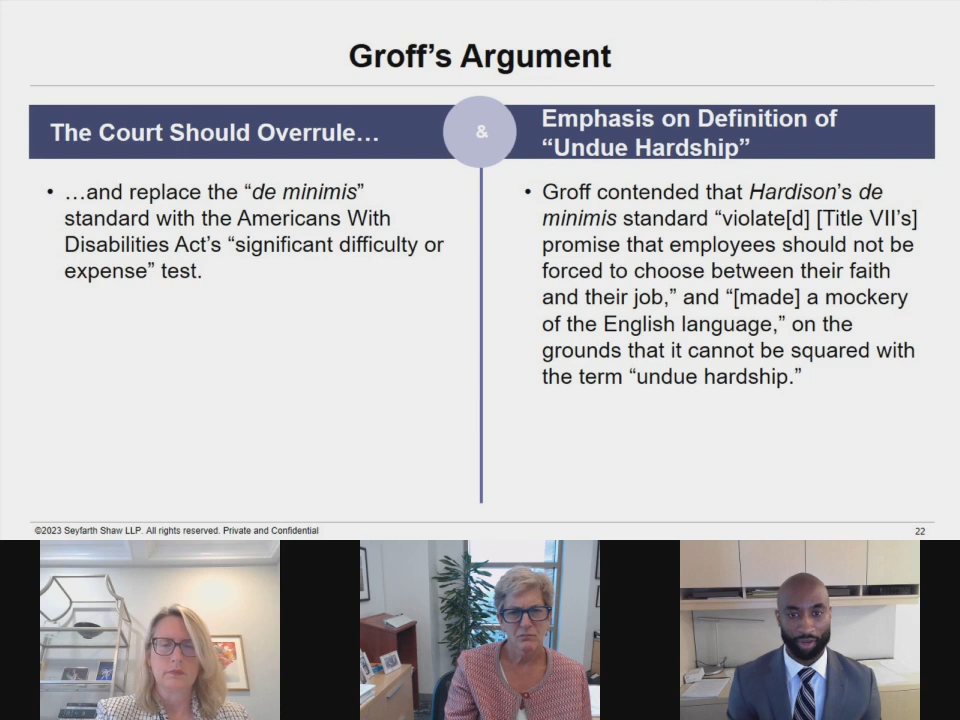 Groff's Argument
The Court Should Overrule…
&
Emphasis on Definition of
"Undue Hardship"
• …and replace the "de minimis"
standard with the Americans With
Disabilities Act's "significant difficulty or
expense" test.
• Groff contended that Hardison's de
minimis standard "violate[d] [Title VII's]
promise that employees should not be
forced to choose between their faith
and their job," and "[made] a mockery
of the English language," on the
grounds that it cannot be squared with
the term "undue hardship."
©2023 Seyfarth Shaw LLP. All rights reserved. Private and Confidential
22